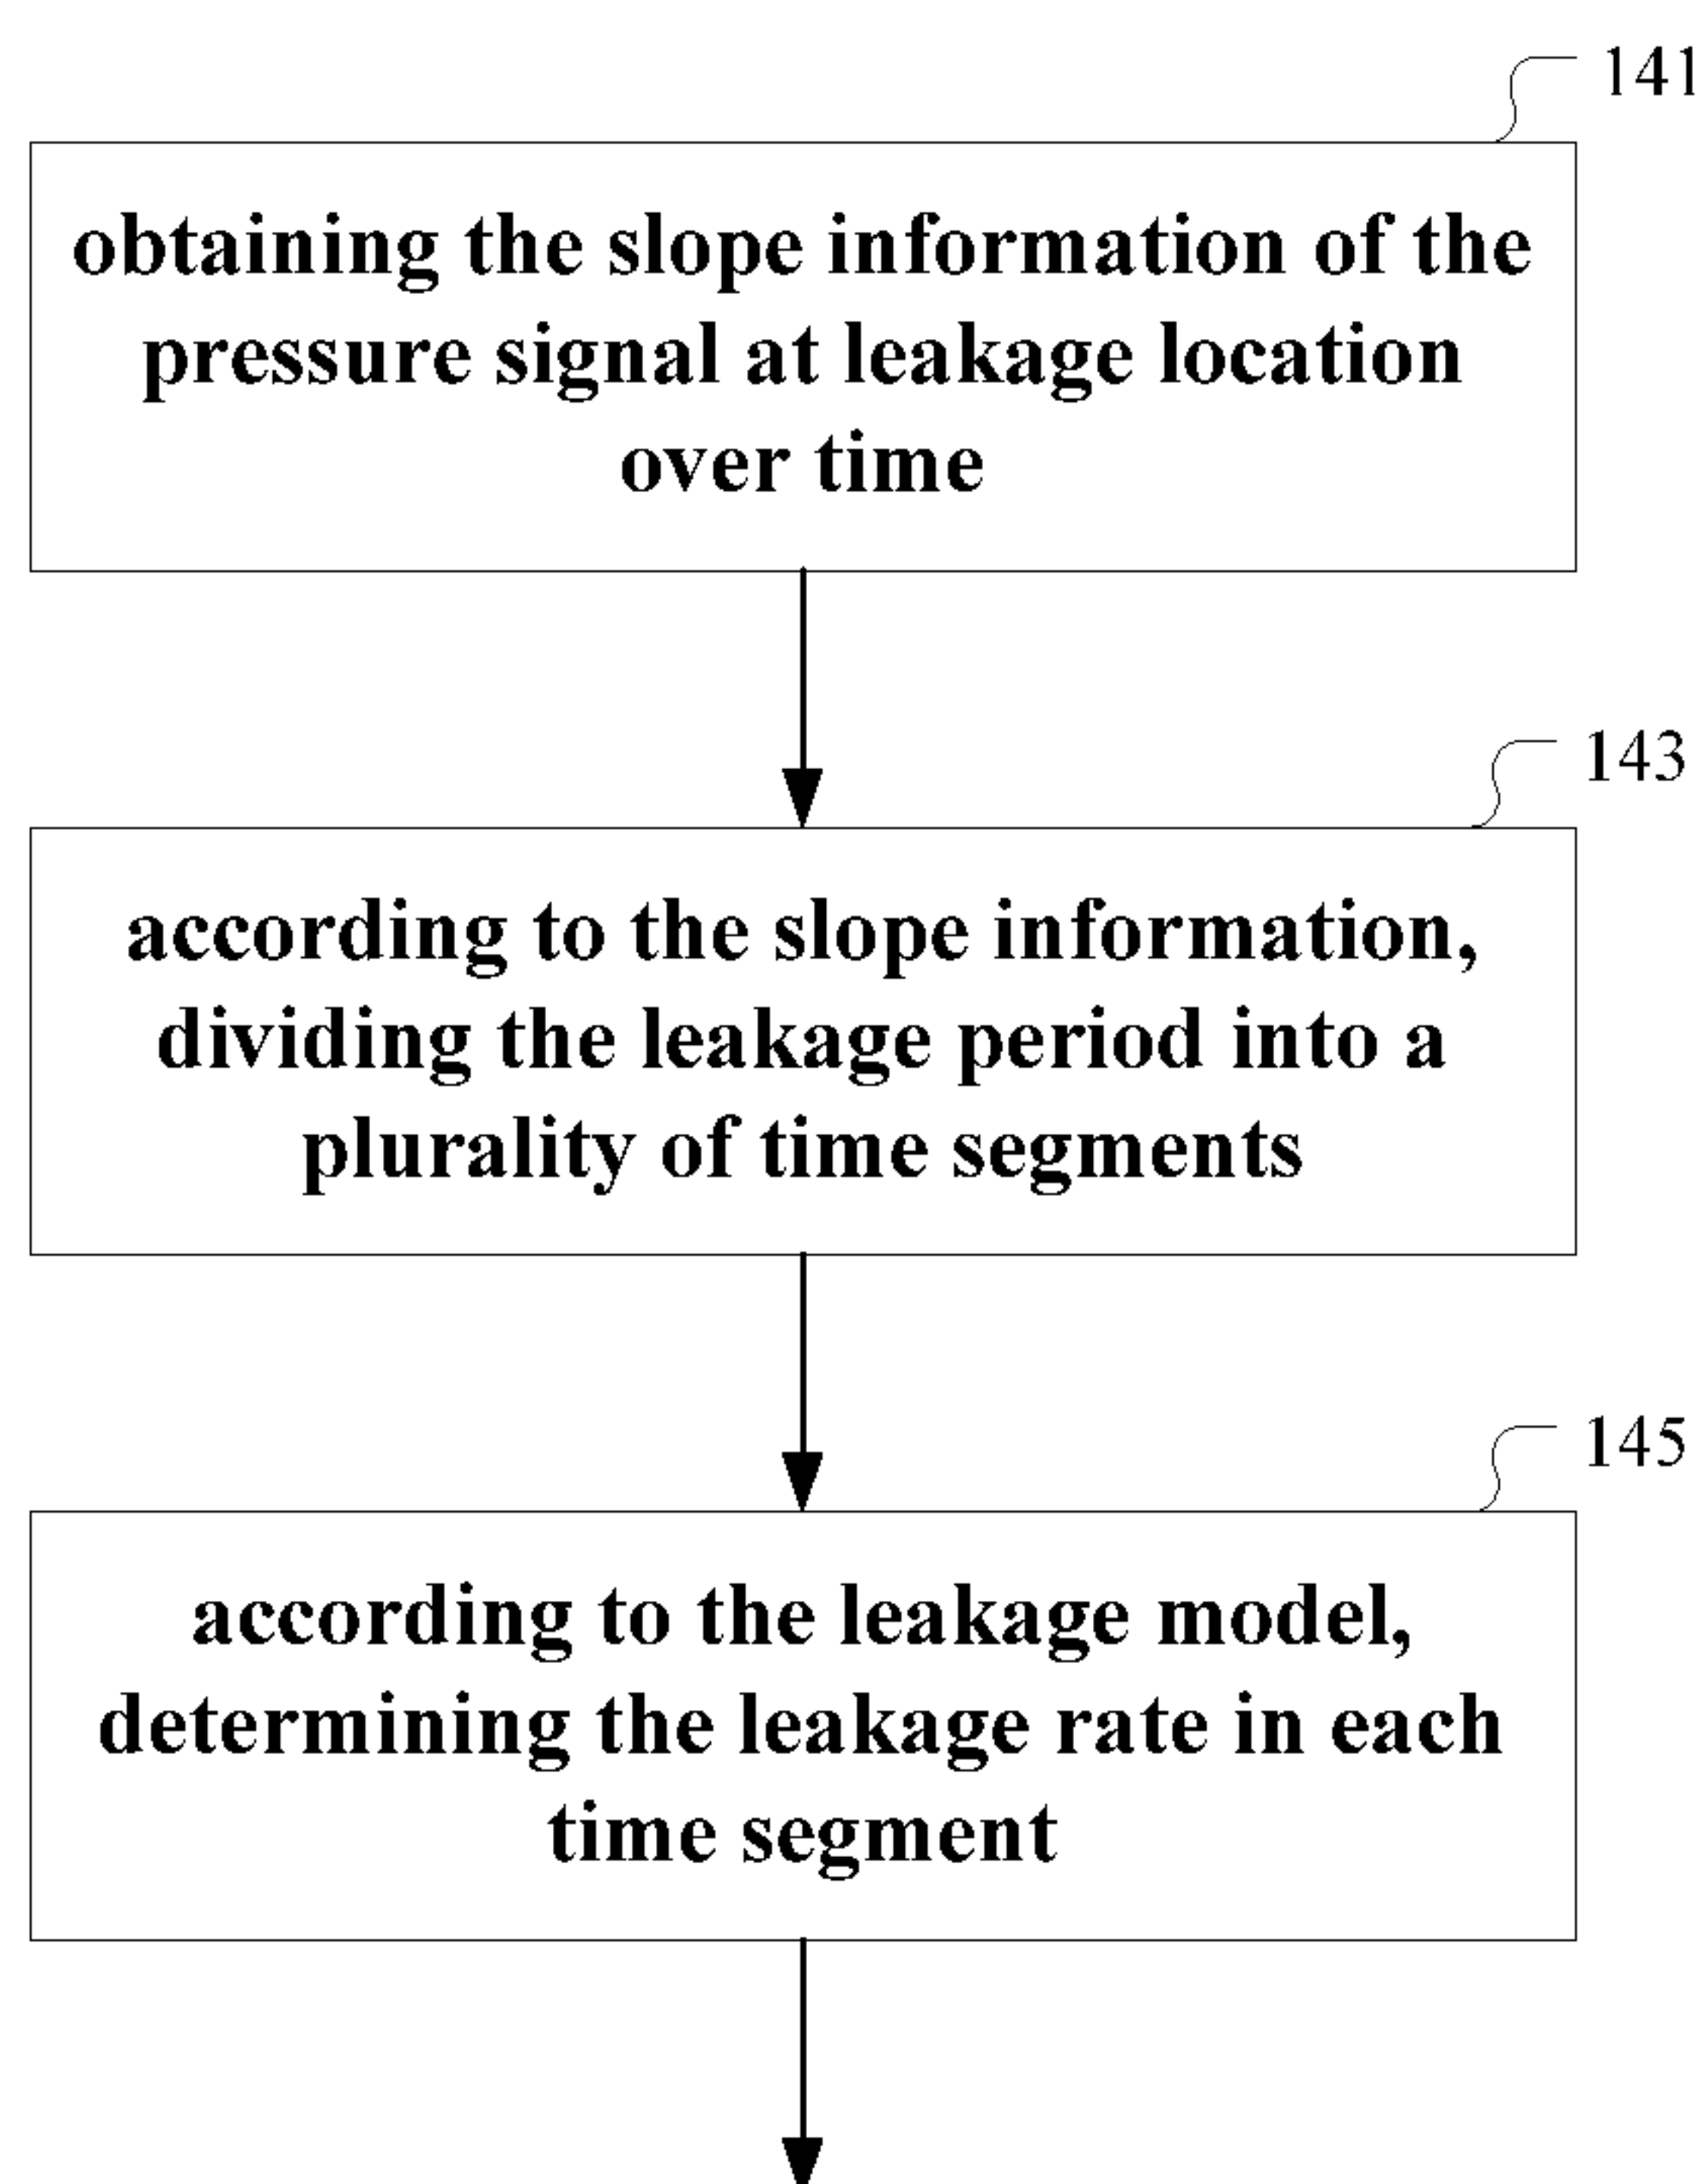 141
obtaining the slope information of the
pressure signal at leakage location
over time
143
according to the slope information,
dividing the leakage period into a
plurality of time segments
145
according to the leakage model,
determining the leakage rate in each
time segment